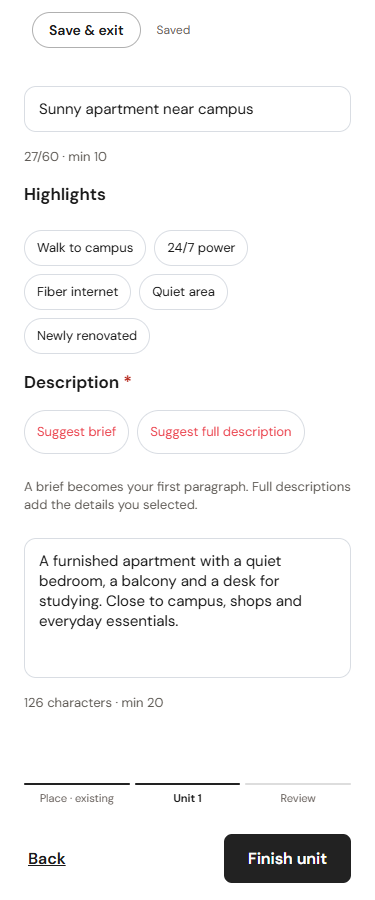 Save & exit
Saved
Sunny apartment near campus
27/60 · min 10
Highlights
Walk to campus
24/7 power
Fiber internet
Quiet area
Newly renovated
Description *
Suggest brief
Suggest full description
A brief becomes your first paragraph. Full descriptions
add the details you selected.
A furnished apartment with a quiet
bedroom, a balcony and a desk for
studying. Close to campus, shops and
everyday essentials.
126 characters · min 20
Place · existing
Unit 1
Review
Back
Finish unit